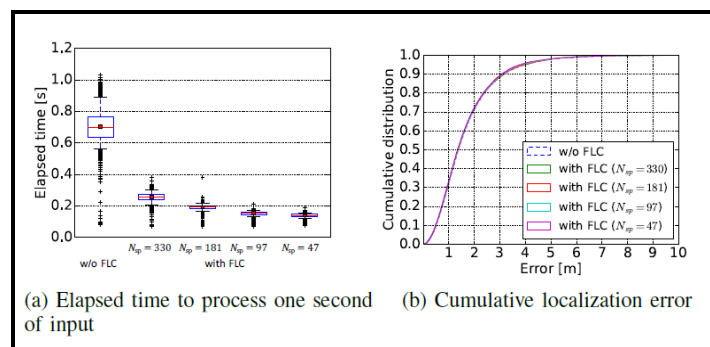 1.2
1.0
0.8
0.6
0.4
0.2
0.0
Elapsed time [s]
N_sp = 330
N_sp = 181
N_sp = 97
N_sp = 47
w/o FLC
with FLC
(a) Elapsed time to process one second
of input
1.0
0.9
0.8
0.7
0.6
0.5
0.4
0.3
0.2
0.1
0.0
Cumulative distribution
w/o FLC
with FLC (N_sp = 330)
with FLC (N_sp = 181)
with FLC (N_sp = 97)
with FLC (N_sp = 47)
1 2 3 4 5 6 7 8 9 10
Error [m]
(b) Cumulative localization error